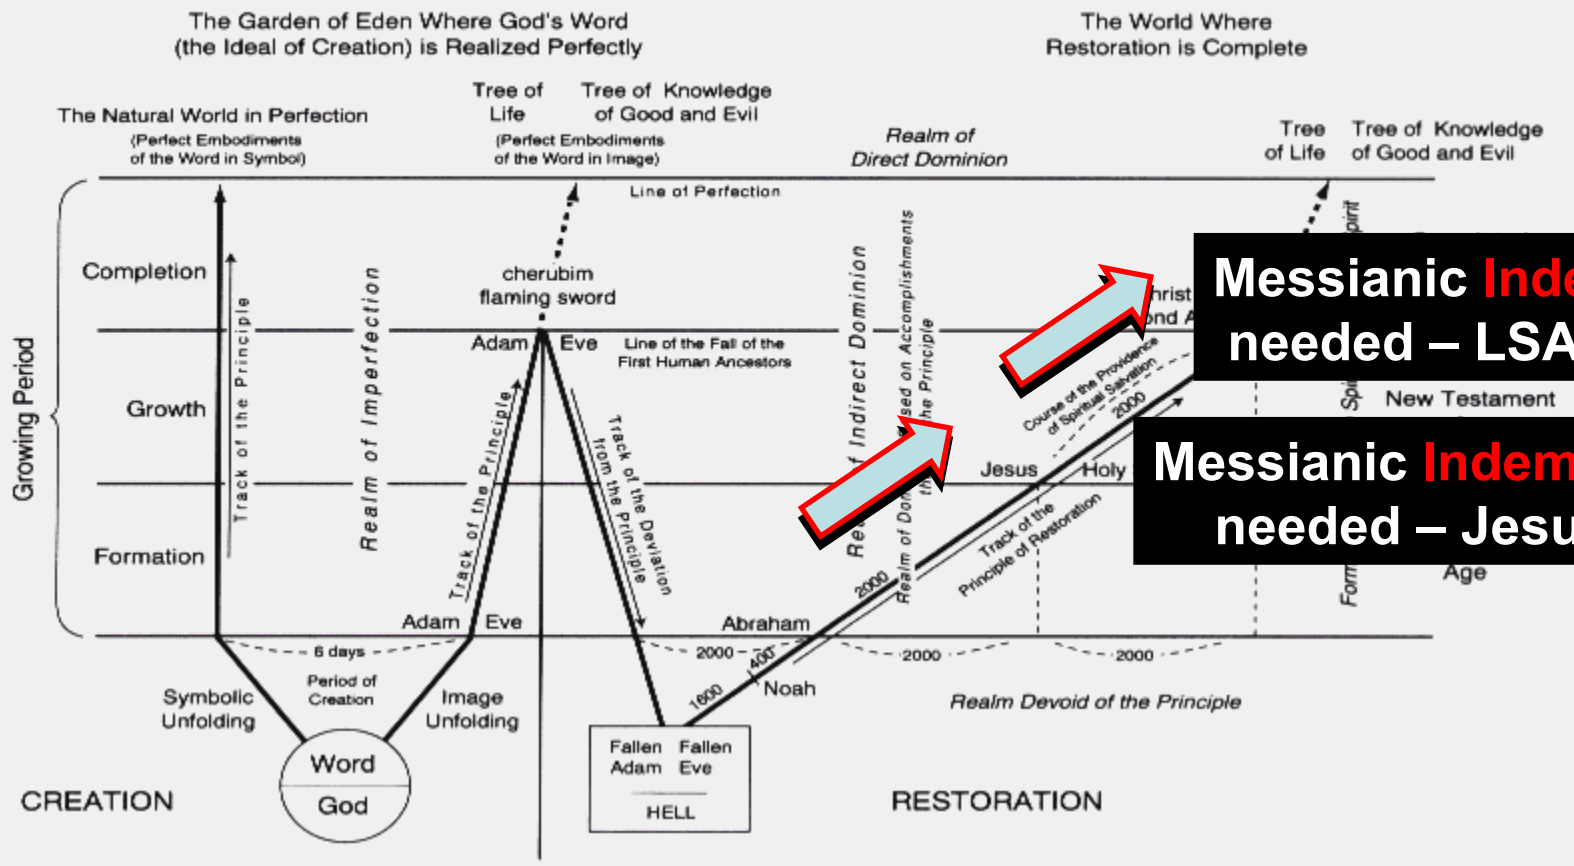 The Garden of Eden Where God's Word
(the Ideal of Creation) is Realized Perfectly
The World Where
Restoration is Complete
The Natural World in Perfection
(Perfect Embodiments
of the Word in Symbol)
Tree of
Life
Tree of Knowledge
of Good and Evil
(Perfect Embodiments
of the Word in Image)
Realm of
Direct Dominion
Tree
of Life
Tree of Knowledge
of Good and Evil
Line of Perfection
Growing Period
Completion
Growth
Formation
Track of the Principle
Realm of Imperfection
cherubim
flaming sword
Adam Eve
Line of the Fall of the
First Human Ancestors
Track of the Principle
Track of the Deviation
from the Principle
Indirect Dominion
Realm of
on Accomplishments
the Principle
Messianic
needed – LSA
Course of the Providence
of Spiritual Salvation
2000
New Testament
Messianic
needed –
Jesus Holy
Track of the
Principle of Restoration
2000
Age
Adam Eve
6 days
Period of
Creation
Symbolic
Unfolding
Image
Unfolding
Word
God
CREATION
Abraham
2000
400
1600
Noah
2000
2000
Realm Devoid of the Principle
Fallen Fallen
Adam Eve
HELL
RESTORATION